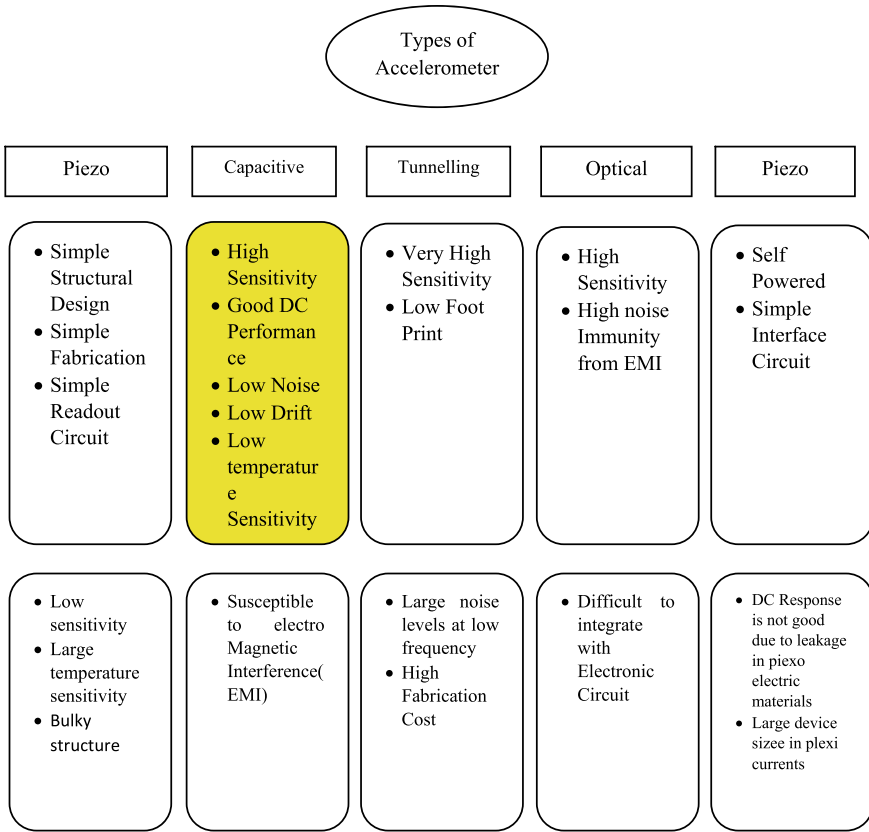 Types of
Accelerometer
Piezo
Capacitive
Tunnelling
Optical
Piezo
• Simple
Structural
Design
• Simple
Fabrication
• Simple
Readout
Circuit
• High
Sensitivity
• Good DC
Performan
ce
• Low Noise
• Low Drift
• Low
temperatur
e
Sensitivity
• Very High
Sensitivity
• Low Foot
Print
• High
Sensitivity
• High noise
Immunity
from EMI
• Self
Powered
• Simple
Interface
Circuit
• Low
sensitivity
• Large
temperature
sensitivity
• Bulky
structure
• Susceptible
to electro
Magnetic
Interference(
EMI)
• Large noise
levels at low
frequency
• High
Fabrication
Cost
• Difficult to
integrate
with
Electronic
Circuit
• DC Response
is not good
due to leakage
in piexo
electric
materials
• Large device
sizee in plexi
currents